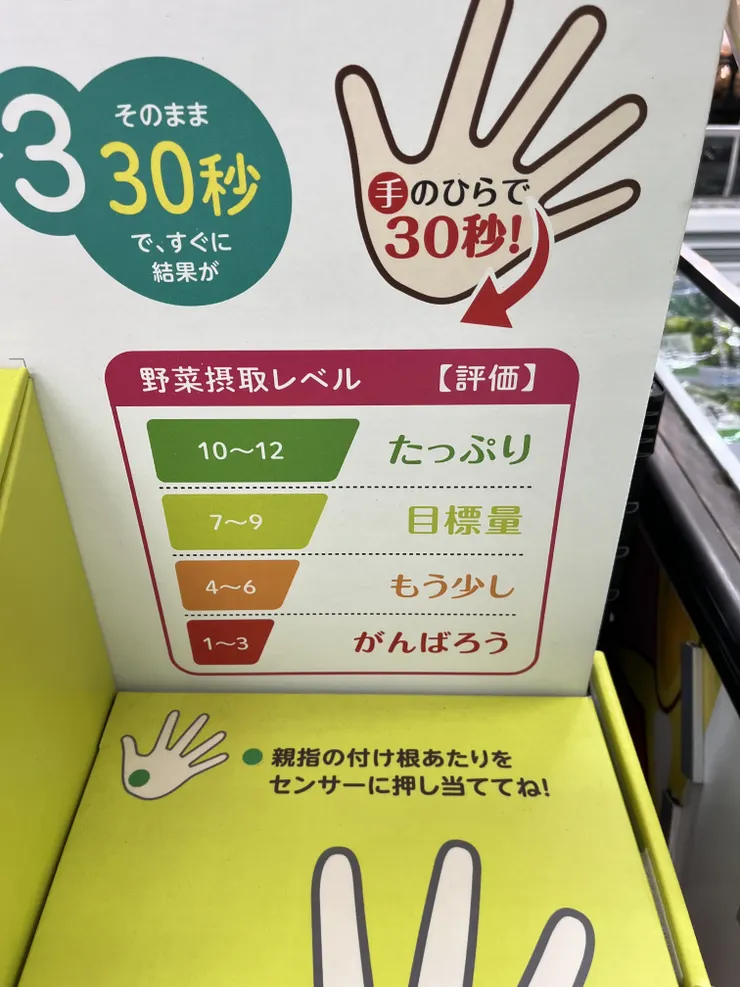 3
そのまま
30秒
で、すぐに
結果が
手のひらで
30秒!
野菜摂取レベル 【評価】
10〜12 たっぷり
7〜9 目標量
4〜6 もう少し
1〜3 がんばろう
親指の付け根あたりを
センサーに押し当ててね!